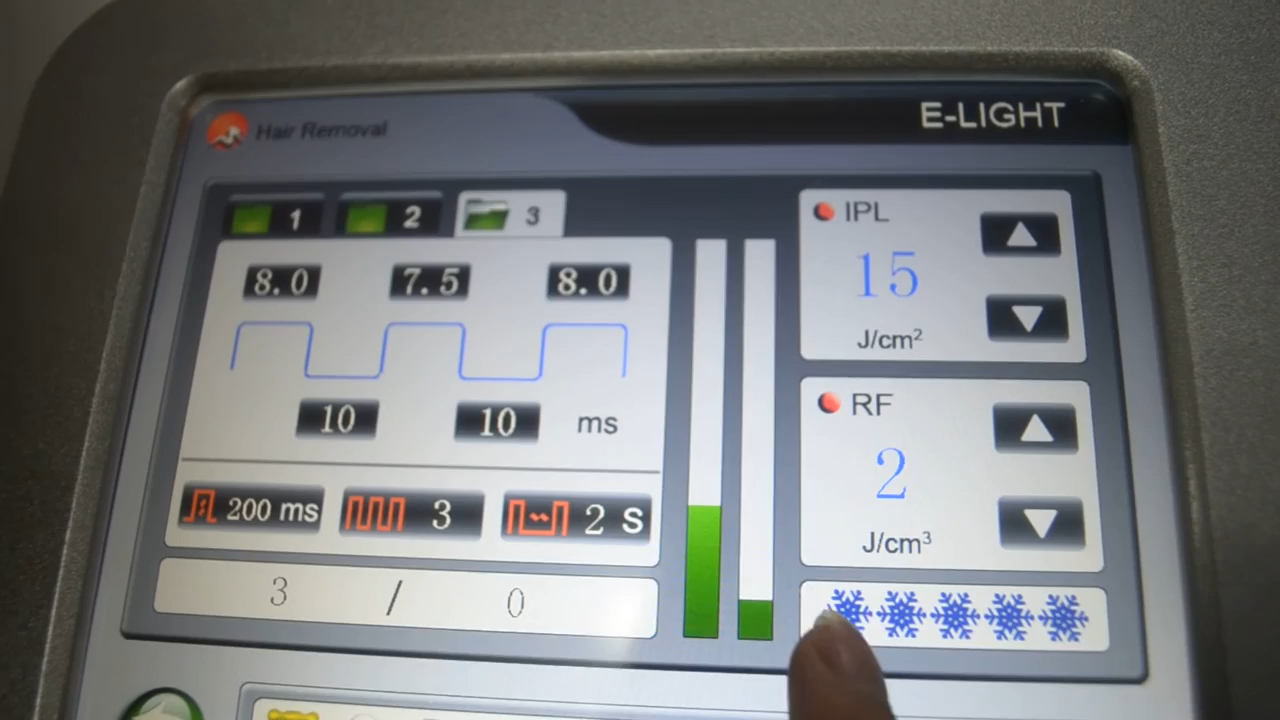 Hair Removal
E-LIGHT
1
2
3
8.0
7.5
8.0
10
10
ms
200 ms
3
2 S
3 / 0
IPL
15
J/cm²
RF
2
J/cm³